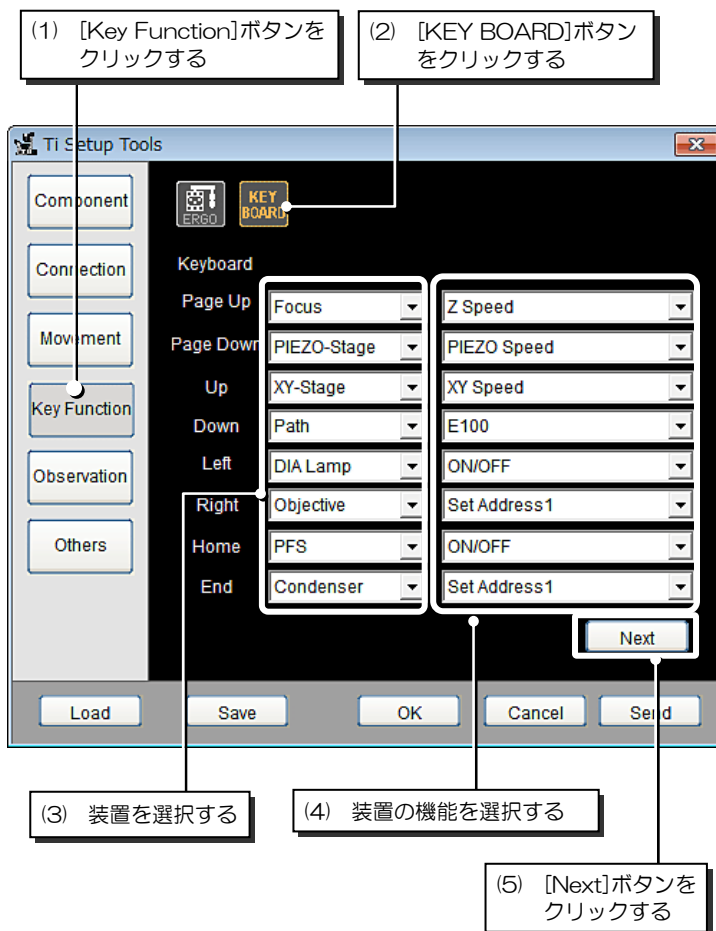 (1) [Key Function]ボタンを
クリックする
(2) [KEY BOARD]ボタン
をクリックする
Ti Setup Tools
Component
ERGO
KEY
BOARD
Connection
Keyboard
Page Up Focus Z Speed
Movement
Page Down PIEZO-Stage PIEZO Speed
Up XY-Stage XY Speed
Key Function
Down Path E100
Left DIA Lamp ON/OFF
Observation
Right Objective Set Address1
Others
Home PFS ON/OFF
End Condenser Set Address1
Next
Load Save OK Cancel Send
(3) 装置を選択する
(4) 装置の機能を選択する
(5) [Next]ボタンを
クリックする